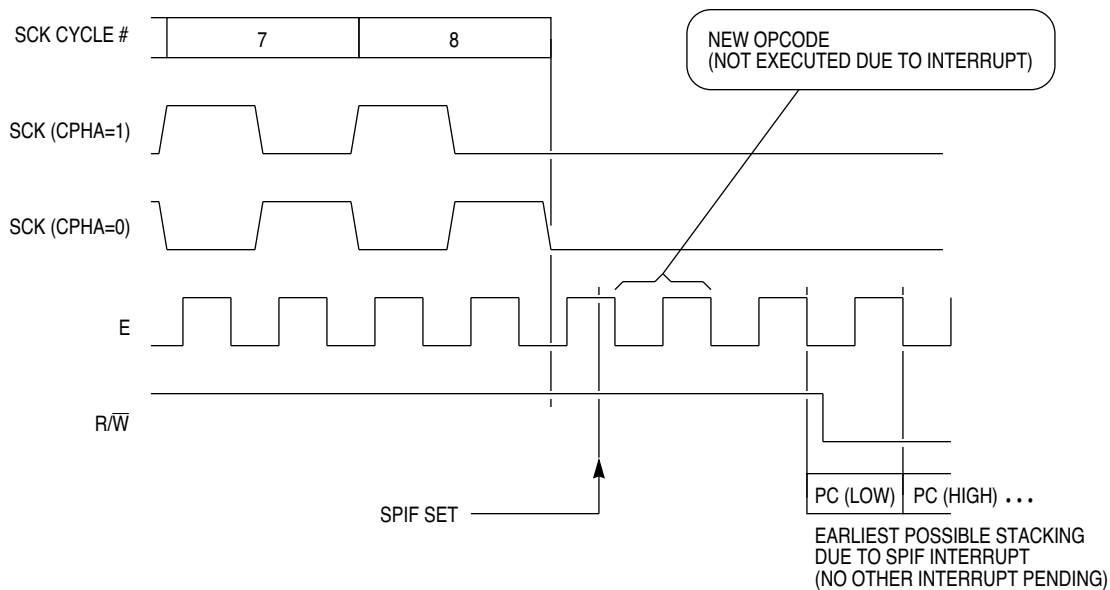 SCK CYCLE #
7
8
NEW OPCODE
(NOT EXECUTED DUE TO INTERRUPT)
SCK (CPHA=1)
SCK (CPHA=0)
E
R/W̅
SPIF SET
PC (LOW)
PC (HIGH) ...
EARLIEST POSSIBLE STACKING
DUE TO SPIF INTERRUPT
(NO OTHER INTERRUPT PENDING)